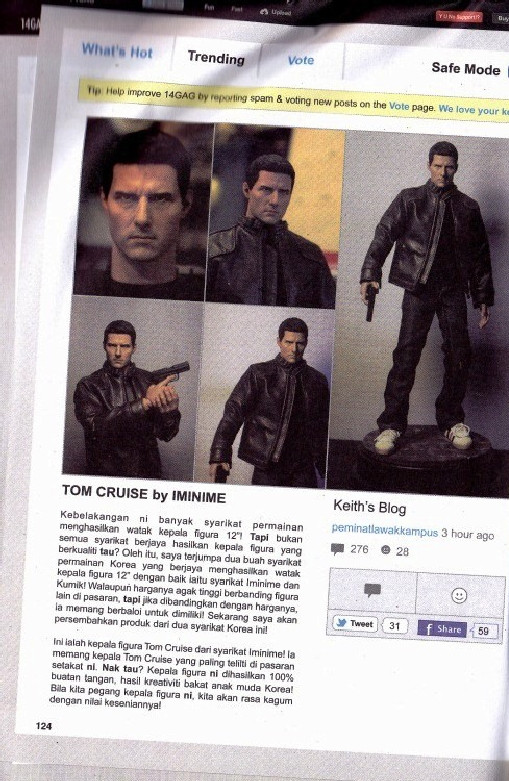 14GA
Fun
Fast
Upload
Y U No Support!?
Buy
What's Hot
Trending
Vote
Safe Mode
Tip: Help improve 14GAG by reporting spam & voting new posts on the Vote page. We love your ke
TOM CRUISE by IMINIME
Kebelakangan ni banyak syarikat permainan
menghasilkan watak kepala figura 12"! Tapi bukan
semua syarikat berjaya hasilkan kepala figura yang
berkualiti tau? Oleh itu, saya terjumpa dua buah syarikat
permainan Korea yang berjaya menghasilkan watak
kepala figura 12" dengan baik iaitu syarikat Iminime dan
Kumik! Walaupun harganya agak tinggi berbanding figura
lain di pasaran, tapi jika dibandingkan dengan harganya,
ia memang berbaloi untuk dimiliki! Sekarang saya akan
persembahkan produk dari dua syarikat Korea ini!
Ini ialah kepala figura Tom Cruise dari syarikat Iminime! Ia
memang kepala Tom Cruise yang paling teliti di pasaran
setakat ni. Nak tau? Kepala figura ni dihasilkan 100%
buatan tangan, hasil kreativiti bakat anak muda Korea!
Bila kita pegang kepala figura ni, kita akan rasa kagum
dengan nilai keseniannya!
124
Keith's Blog
peminatlawakkampus 3 hour ago
276 28
Tweet 31 f Share 59